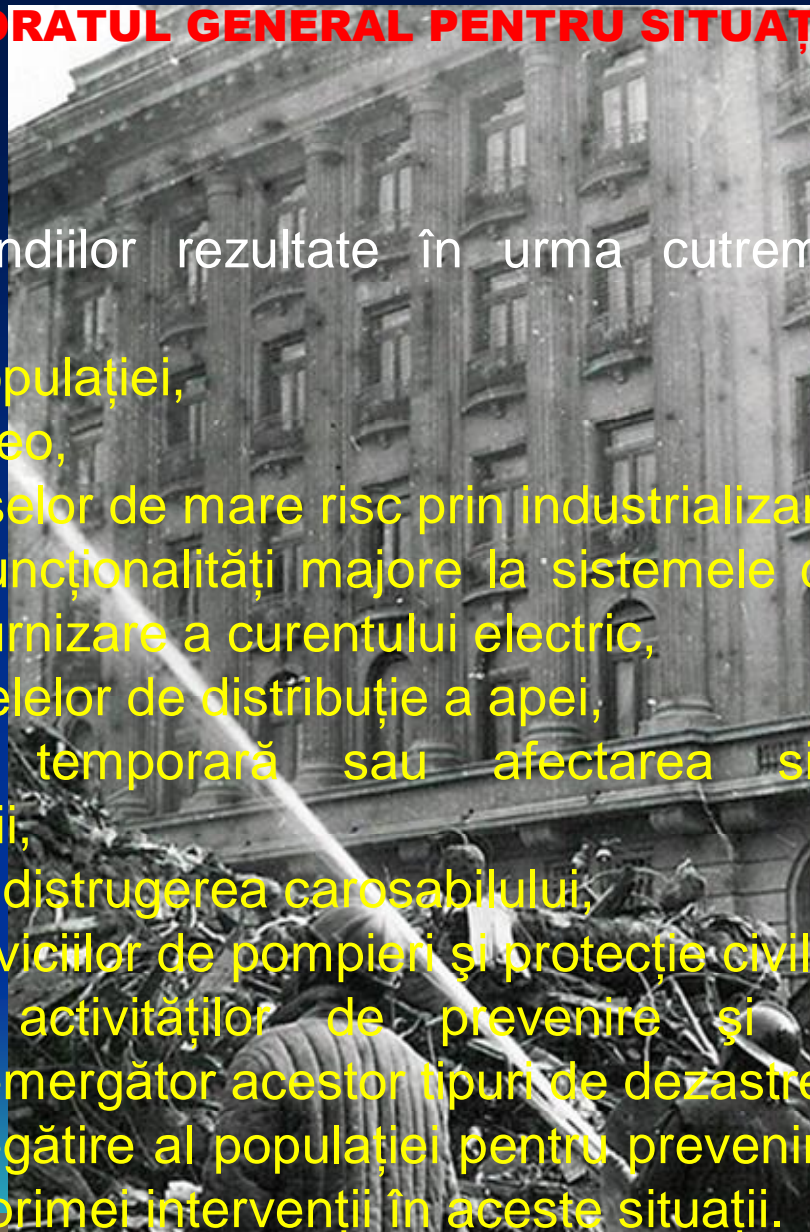 ORATUL GENERAL PENTRU SITUAȚ
ndiilor rezultate în urma cutrem
pulației,
eo,
selor de mare risc prin industrializar
uncționalități majore la sistemele d
urnizare a curentului electric,
elelor de distribuție a apei,
temporară sau afectarea si
ii,
distrugerea carosabilului,
viciilor de pompieri şi protecție civil
activităților de prevenire şi
emergător acestor tipuri de dezastre
gătire al populației pentru prevenir
primei intervenții în aceste situații.